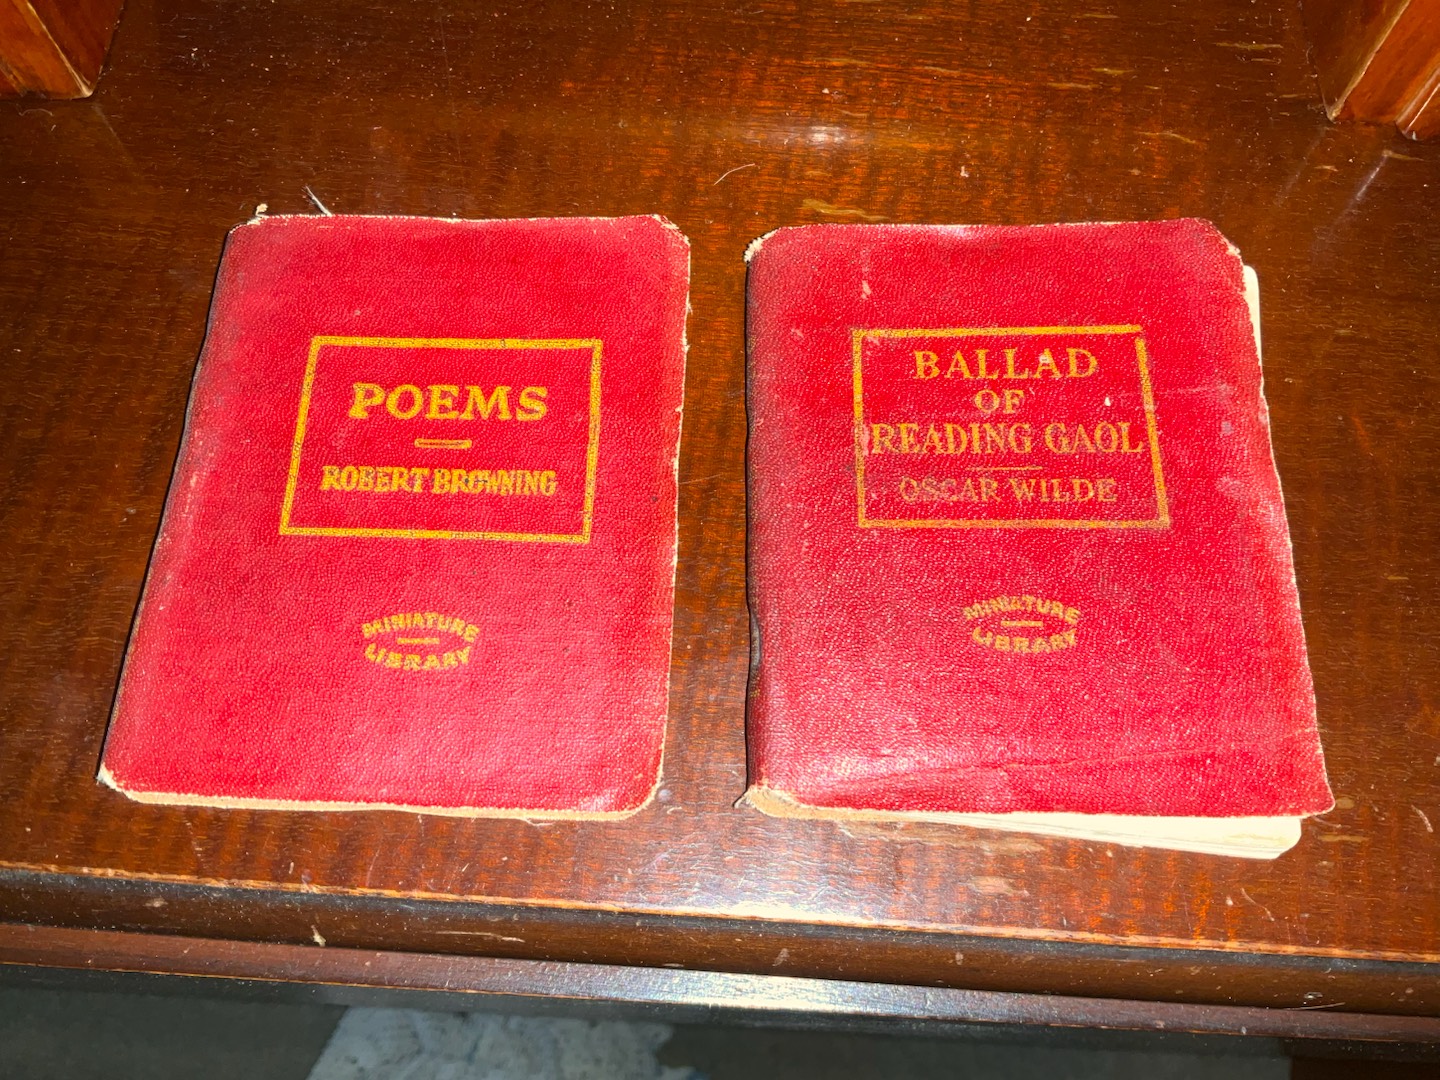 POEMS
ROBERT BROWNING
MINIATURE
LIBRARY
BALLAD
OF
READING GAOL
OSCAR WILDE
MINIATURE
LIBRARY